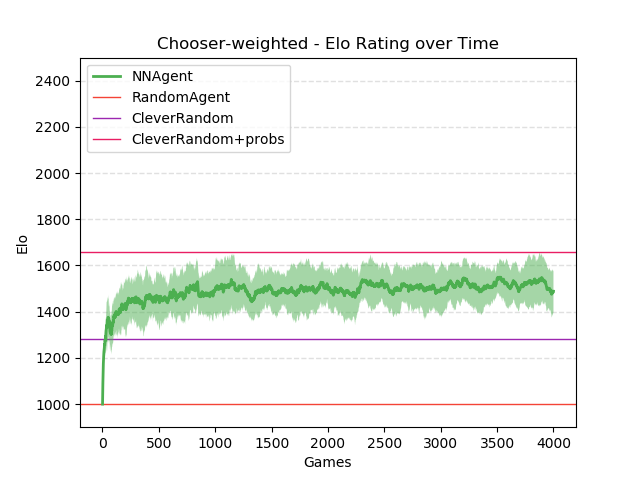 Chooser-weighted - Elo Rating over Time
NNAgent
RandomAgent
CleverRandom
CleverRandom+probs
2400
2200
2000
1800
1600
1400
1200
1000
Elo
0 500 1000 1500 2000 2500 3000 3500 4000
Games